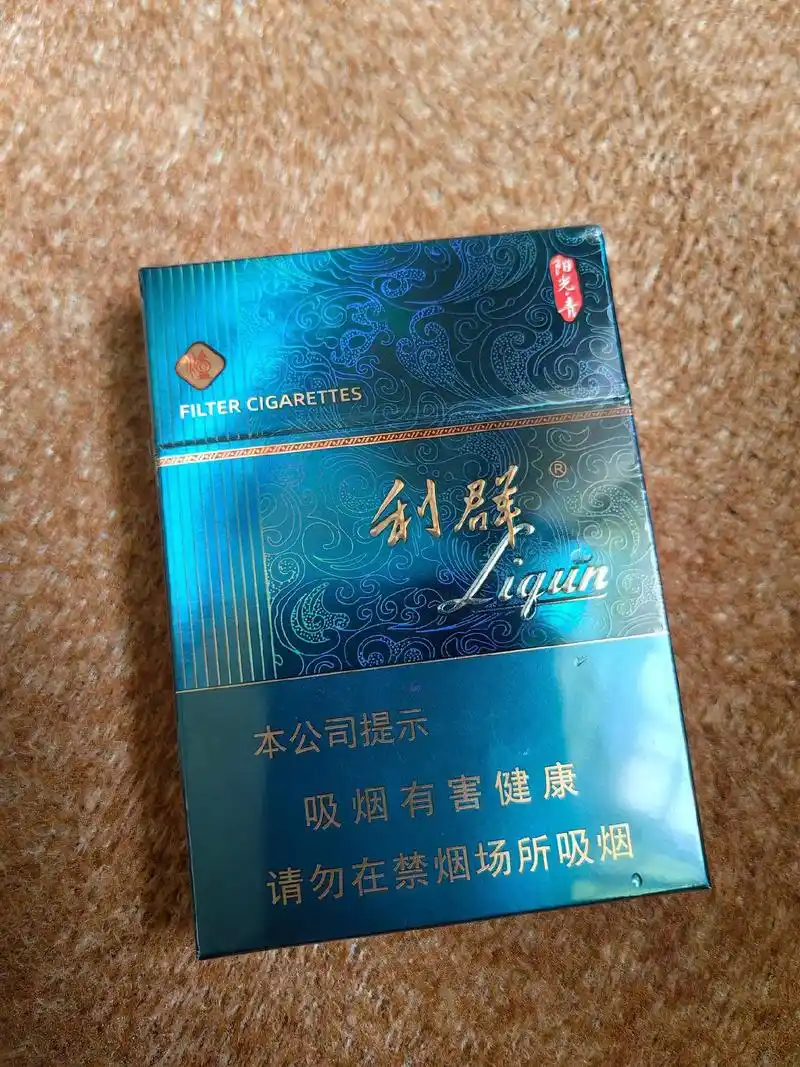 阳光·青
FILTER CIGARETTES
利群®
Liqun
本公司提示
吸烟有害健康
请勿在禁烟场所吸烟